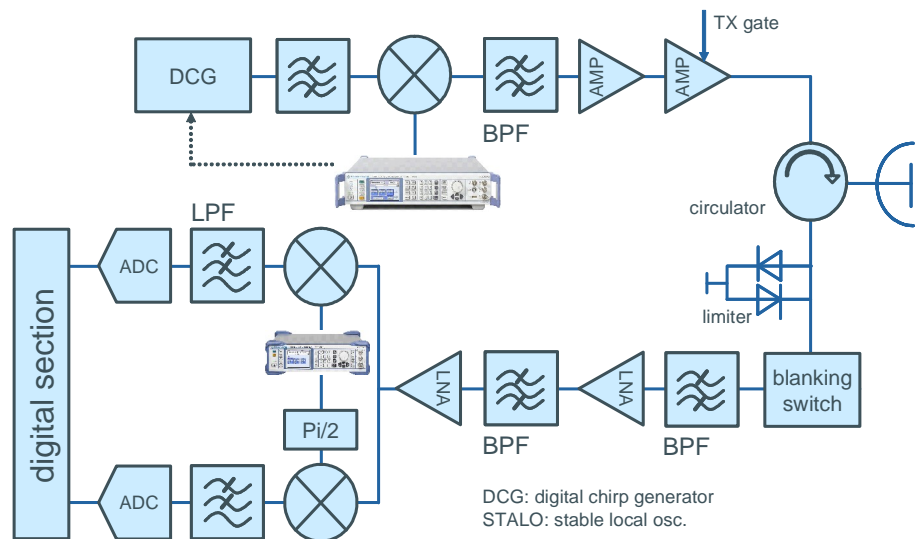 TX gate
DCG
AMP
AMP
BPF
circulator
LPF
ADC
limiter
digital section
LNA
LNA
blanking
switch
Pi/2
BPF
BPF
ADC
DCG: digital chirp generator
STALO: stable local osc.